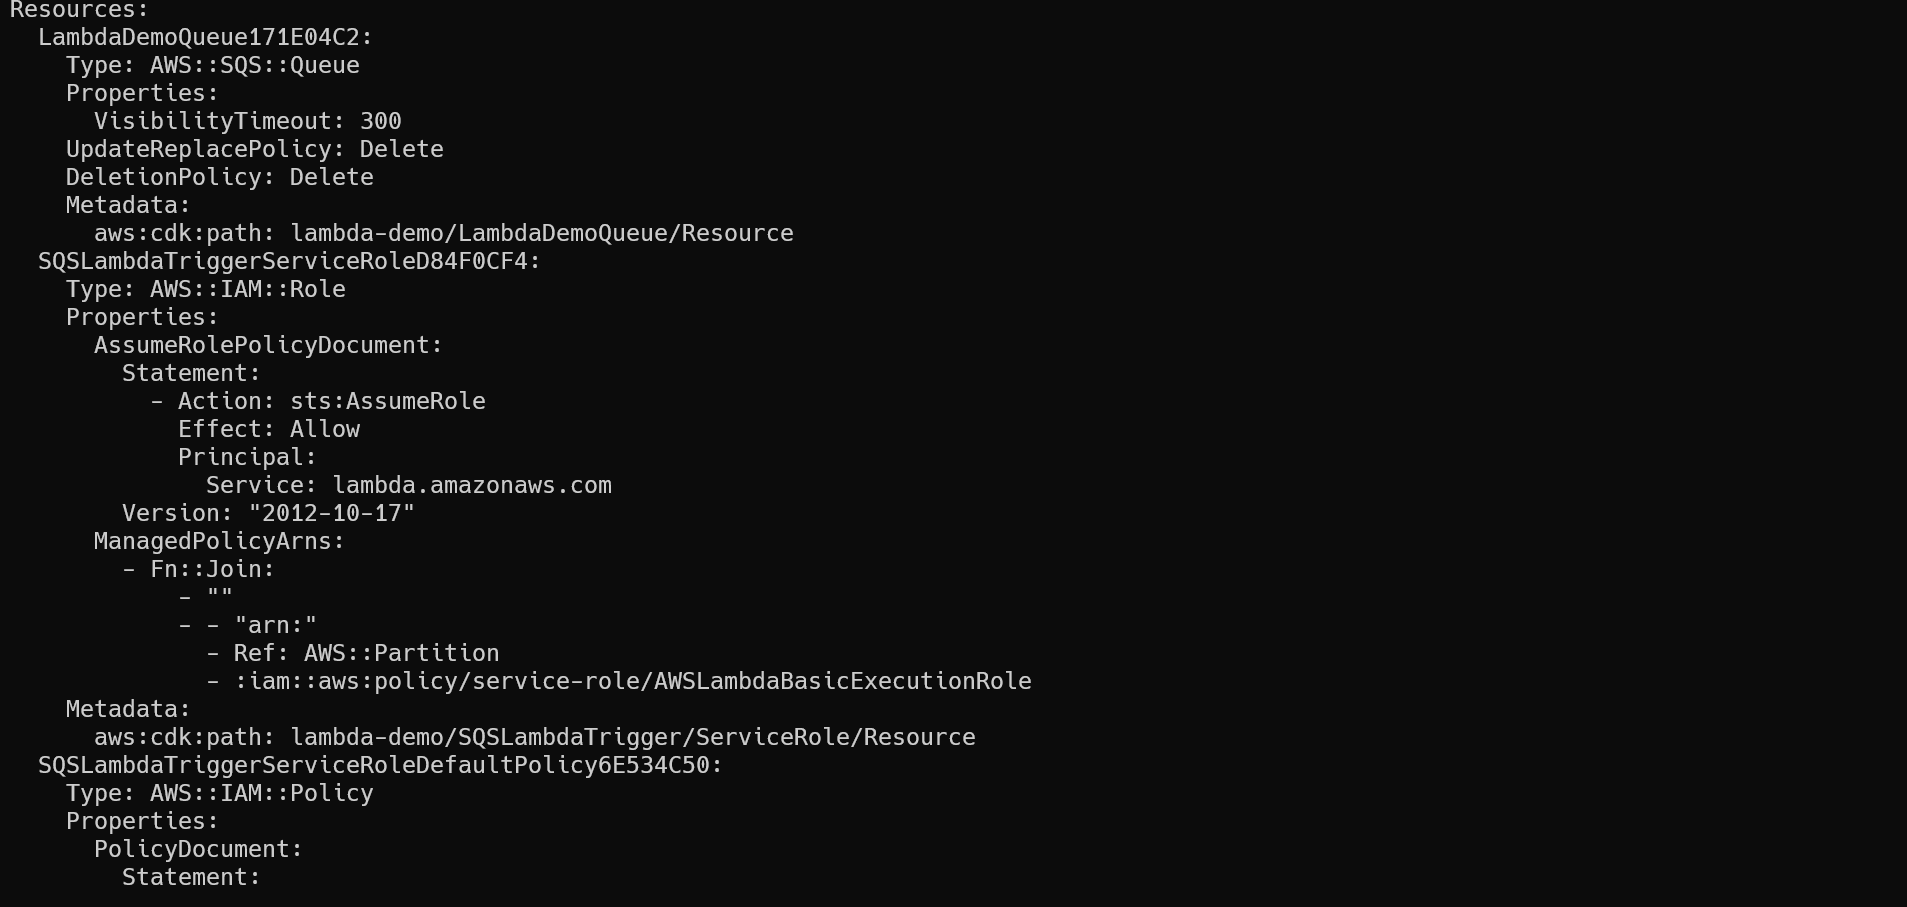 Resources:
  LambdaDemoQueue171E04C2:
    Type: AWS::SQS::Queue
    Properties:
      VisibilityTimeout: 300
    UpdateReplacePolicy: Delete
    DeletionPolicy: Delete
    Metadata:
      aws:cdk:path: lambda-demo/LambdaDemoQueue/Resource
  SQSLambdaTriggerServiceRoleD84F0CF4:
    Type: AWS::IAM::Role
    Properties:
      AssumeRolePolicyDocument:
        Statement:
          - Action: sts:AssumeRole
            Effect: Allow
            Principal:
              Service: lambda.amazonaws.com
        Version: "2012-10-17"
      ManagedPolicyArns:
        - Fn::Join:
            - ""
            - - "arn:"
              - Ref: AWS::Partition
              - :iam::aws:policy/service-role/AWSLambdaBasicExecutionRole
    Metadata:
      aws:cdk:path: lambda-demo/SQSLambdaTrigger/ServiceRole/Resource
  SQSLambdaTriggerServiceRoleDefaultPolicy6E534C50:
    Type: AWS::IAM::Policy
    Properties:
      PolicyDocument:
        Statement: